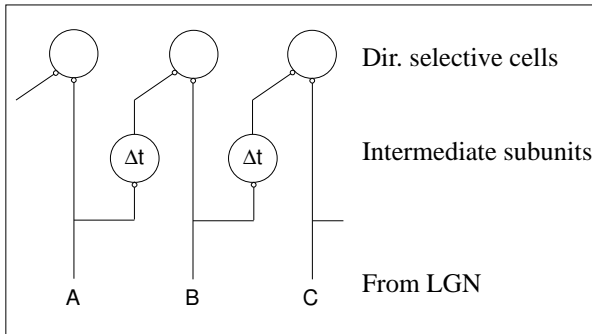 Dir. selective cells
Δt Δt Intermediate subunits
A B C From LGN